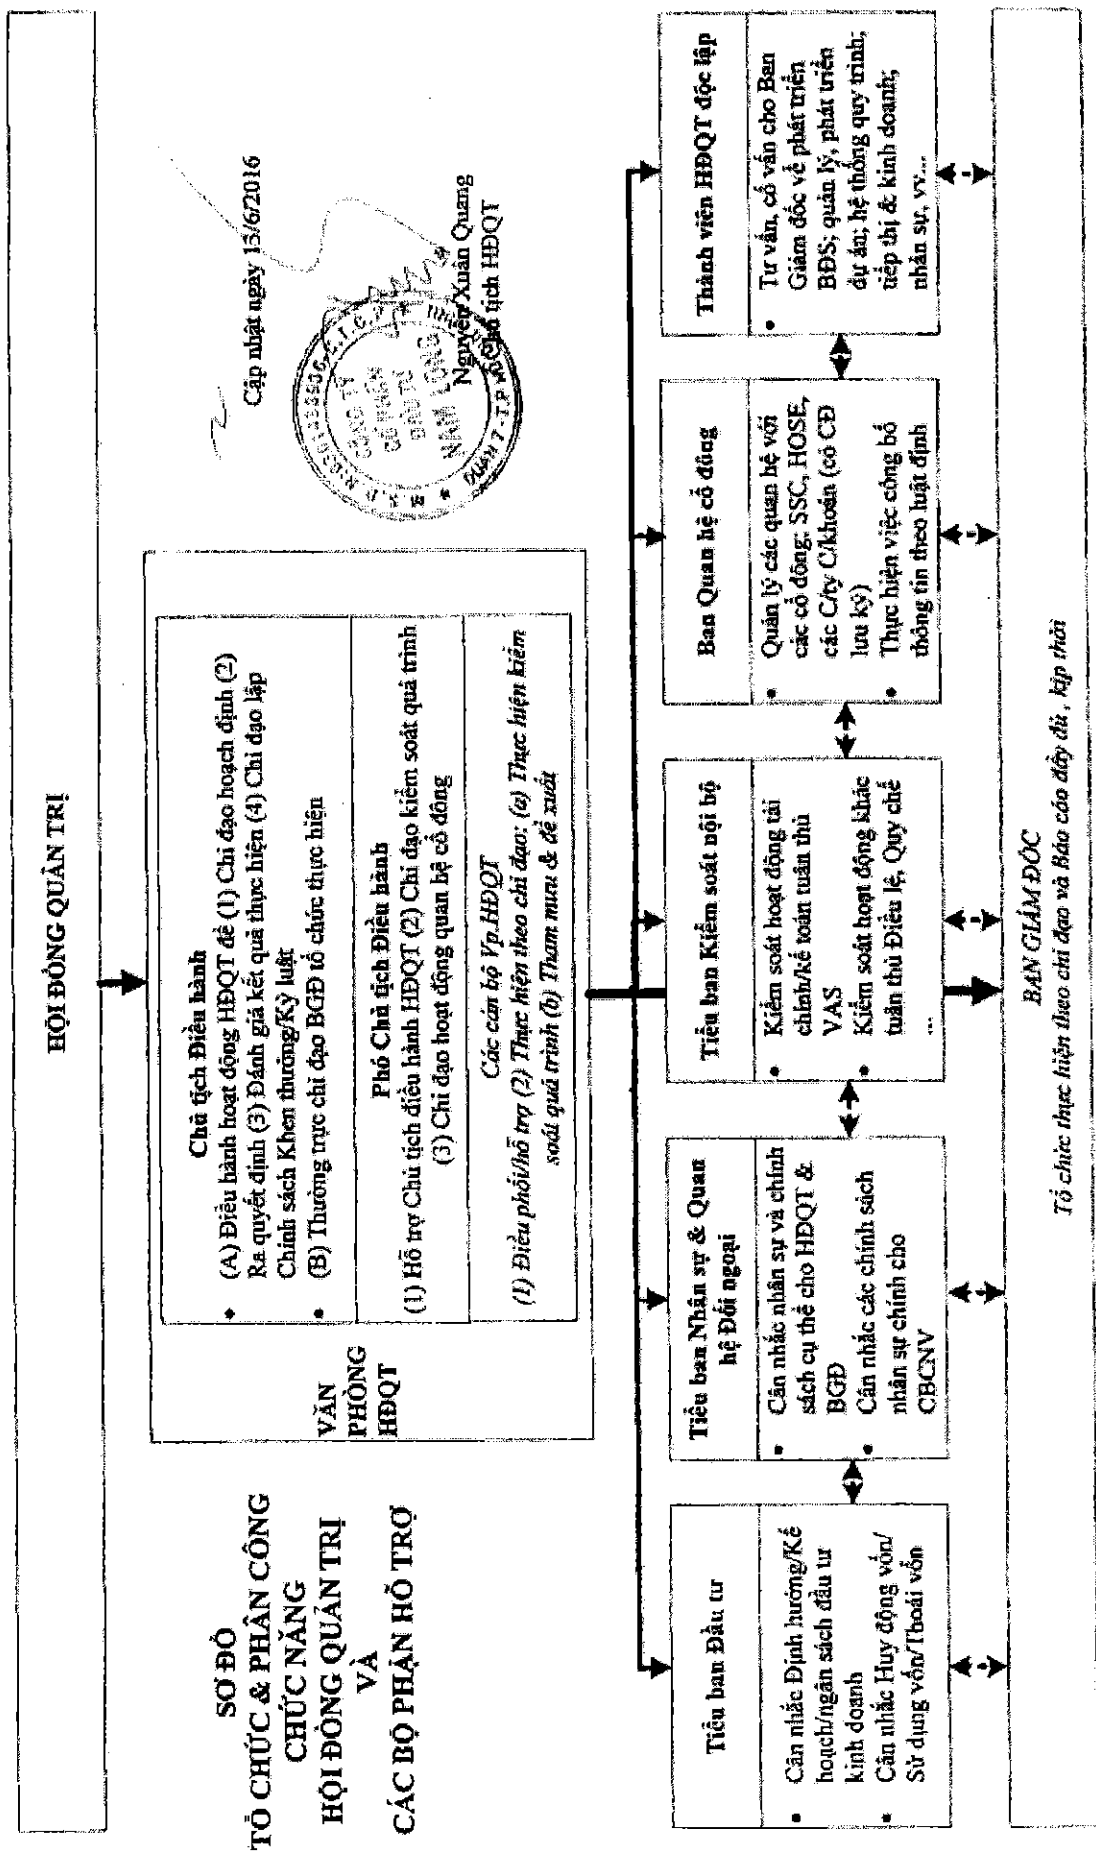 HỘI ĐỒNG QUẢN TRỊ
SƠ ĐỒ
TỔ CHỨC & PHÂN CÔNG
CHỨC NĂNG
HỘI ĐỒNG QUẢN TRỊ
VÀ
CÁC BỘ PHẬN HỖ TRỢ
VĂN
PHÒNG
HĐQT
Chủ tịch Điều hành
• (A) Điều hành hoạt động HĐQT để (1) Chỉ đạo hoạch định (2)
Ra quyết định (3) Đánh giá kết quả thực hiện (4) Chỉ đạo lập
Chính sách Khen thưởng/Kỷ luật
• (B) Thường trực chỉ đạo BGĐ tổ chức thực hiện
Phó Chủ tịch Điều hành
(1) Hỗ trợ Chủ tịch điều hành HĐQT (2) Chỉ đạo kiểm soát quá trình
(3) Chỉ đạo hoạt động quan hệ cổ đông
Các cán bộ Vp.HĐQT
(1) Điều phối/hỗ trợ (2) Thực hiện theo chỉ đạo: (a) Thực hiện kiểm
soát quá trình (b) Tham mưu & đề xuất
Cập nhật ngày 13/6/2016
CÔNG TY
CỔ PHẦN
ĐẦU TƯ
NAM LONG
QUẬN 7 - T.P
Nguyễn Xuân Quang
Chủ tịch HĐQT
Tiểu ban Đầu tư
• Cân nhắc Định hướng/Kế
hoạch/ngân sách đầu tư
kinh doanh
• Cân nhắc Huy động vốn/
Sử dụng vốn/Thoái vốn
Tiểu ban Nhân sự & Quan
hệ Đối ngoại
• Cân nhắc nhân sự và chính
sách cụ thể cho HĐQT &
BGĐ
• Cân nhắc các chính sách
nhân sự chính cho
CBCNV
Tiểu ban Kiểm soát nội bộ
• Kiểm soát hoạt động tài
chính/kế toán tuân thủ
VAS
• Kiểm soát hoạt động khác
tuân thủ Điều lệ, Quy chế
...
Ban Quan hệ cổ đông
• Quản lý các quan hệ với
các cổ đông: SSC, HOSE,
các C/ty C/khoán (có CĐ
lưu ký)
• Thực hiện việc công bố
thông tin theo luật định
Thành viên HĐQT độc lập
• Tư vấn, cố vấn cho Ban
Giám đốc về phát triển
BĐS; quản lý, phát triển
dự án; hệ thống quy trình;
tiếp thị & kinh doanh;
nhân sự, vv...
BAN GIÁM ĐỐC
Tổ chức thực hiện theo chỉ đạo và Báo cáo đầy đủ, kịp thời